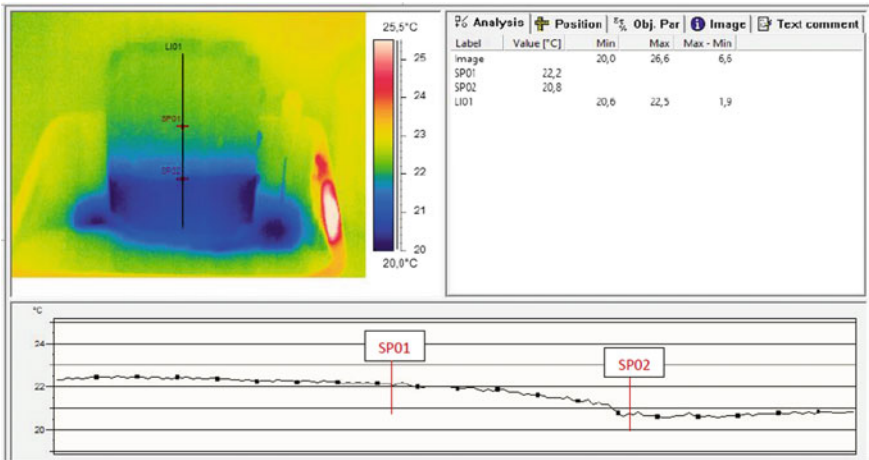 25,5°C
25
24
23
22
21
20
20,0°C
LI01
SP01
SP02
Analysis Position Obj. Par Image Text comment
Label Value [°C] Min Max Max - Min
Image 20,0 26,6 6,6
SP01 22,2
SP02 20,8
LI01 20,6 22,5 1,9
°C
24
22
20
SP01
SP02